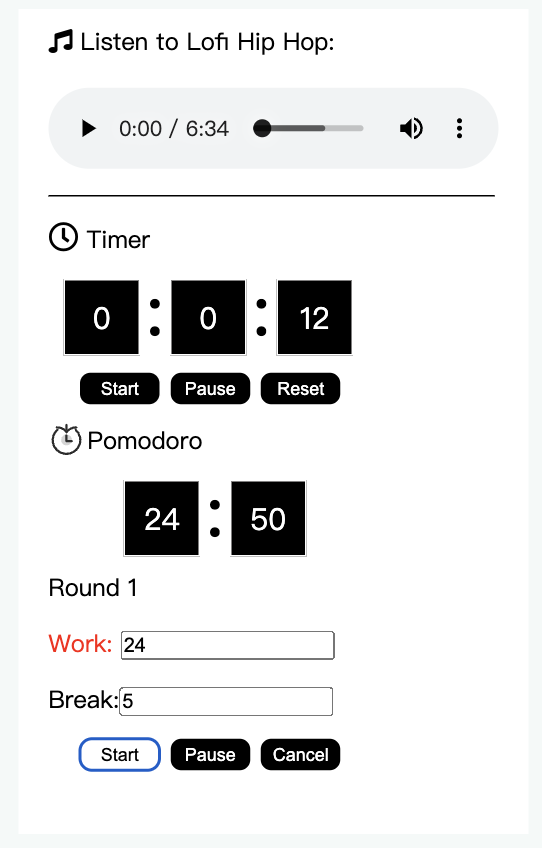 Listen to Lofi Hip Hop:
0:00 / 6:34
Timer
0 : 0 : 12
Start Pause Reset
Pomodoro
24 : 50
Round 1
Work: 24
Break: 5
Start Pause Cancel